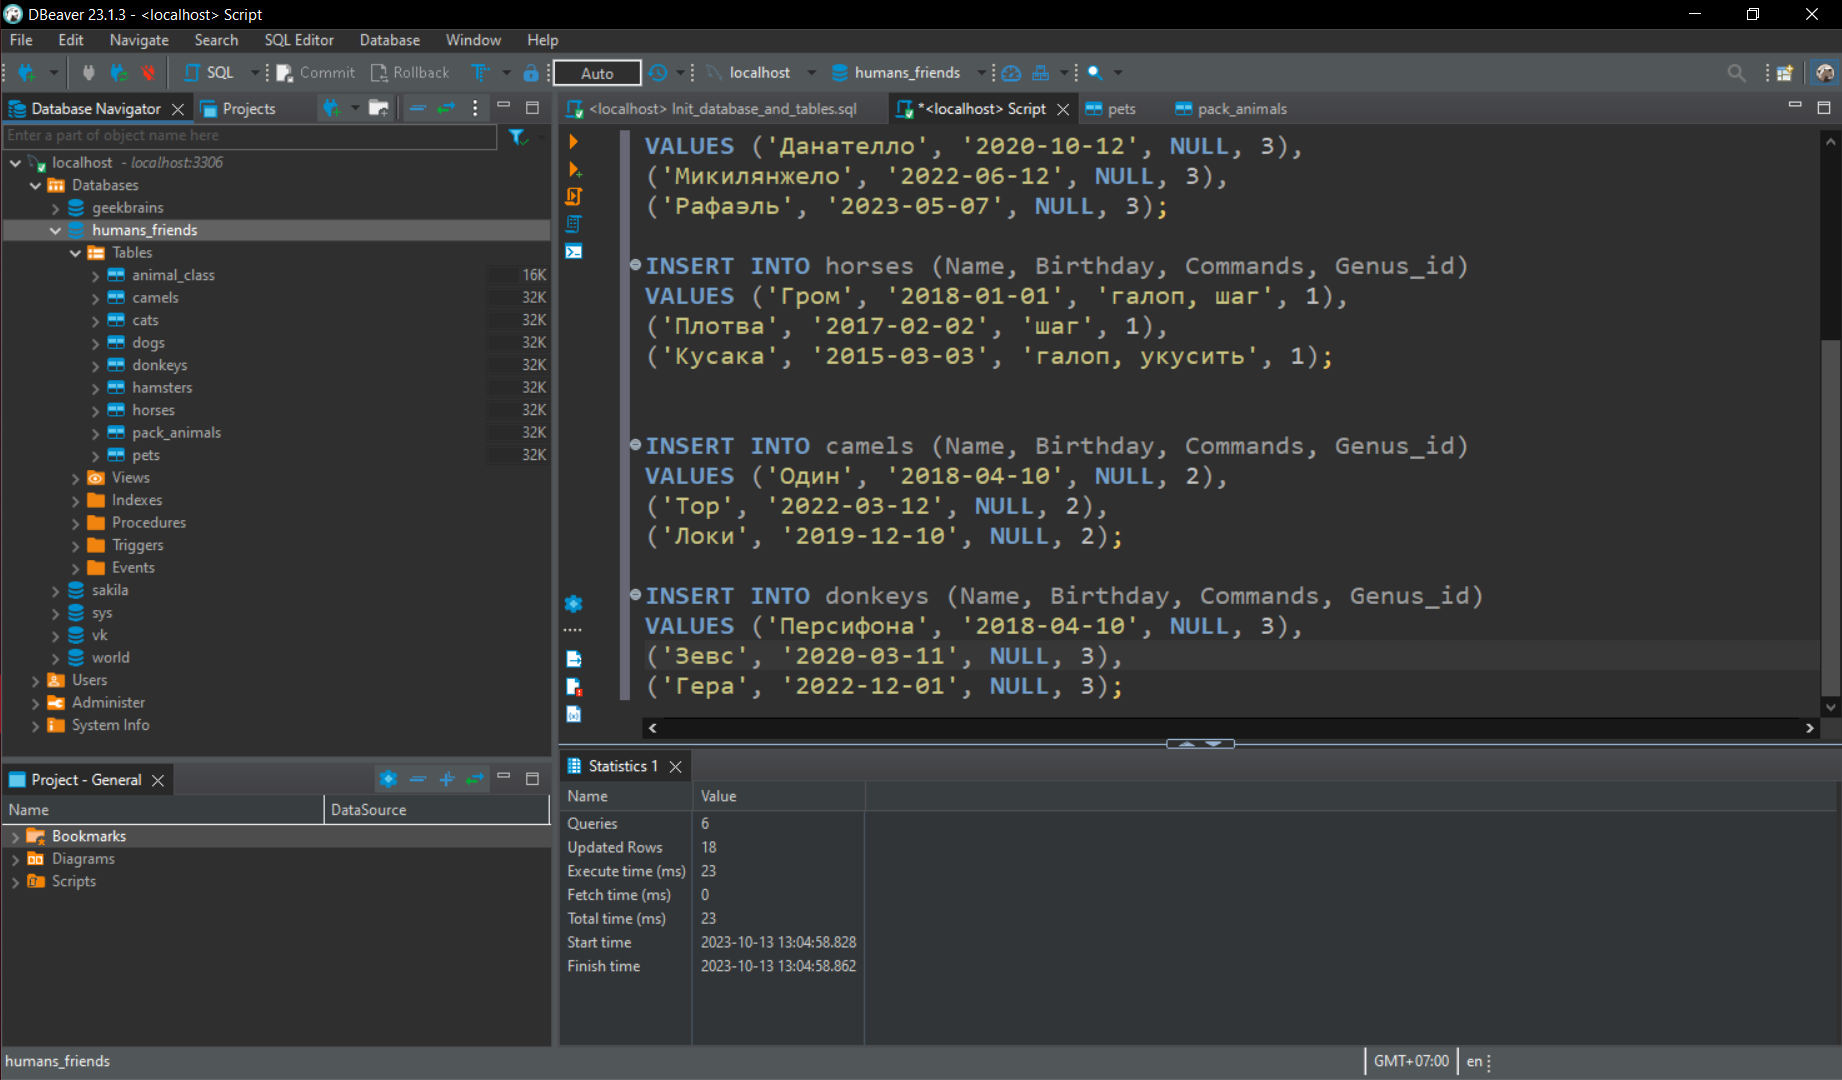 DBeaver 23.1.3 - <localhost> Script
File Edit Navigate Search SQL Editor Database Window Help
SQL Commit Rollback Auto localhost humans_friends
Database Navigator Projects
Enter a part of object name here
localhost - localhost:3306
Databases
geekbrains
humans_friends
Tables
animal_class 16K
camels 32K
cats 32K
dogs 32K
donkeys 32K
hamsters 32K
horses 32K
pack_animals 32K
pets 32K
Views
Indexes
Procedures
Triggers
Events
sakila
sys
vk
world
Users
Administer
System Info
Project - General
Name DataSource
Bookmarks
Diagrams
Scripts
<localhost> Init_database_and_tables.sql *<localhost> Script pets pack_animals
VALUES ('Данателло', '2020-10-12', NULL, 3),
('Микилянжело', '2022-06-12', NULL, 3),
('Рафаэль', '2023-05-07', NULL, 3);
INSERT INTO horses (Name, Birthday, Commands, Genus_id)
VALUES ('Гром', '2018-01-01', 'галоп, шаг', 1),
('Плотва', '2017-02-02', 'шаг', 1),
('Кусака', '2015-03-03', 'галоп, укусить', 1);
INSERT INTO camels (Name, Birthday, Commands, Genus_id)
VALUES ('Один', '2018-04-10', NULL, 2),
('Тор', '2022-03-12', NULL, 2),
('Локи', '2019-12-10', NULL, 2);
INSERT INTO donkeys (Name, Birthday, Commands, Genus_id)
VALUES ('Персифона', '2018-04-10', NULL, 3),
('Зевс', '2020-03-11', NULL, 3),
('Гера', '2022-12-01', NULL, 3);
Statistics 1
Name Value
Queries 6
Updated Rows 18
Execute time (ms) 23
Fetch time (ms) 0
Total time (ms) 23
Start time 2023-10-13 13:04:58.828
Finish time 2023-10-13 13:04:58.862
humans_friends GMT+07:00 en